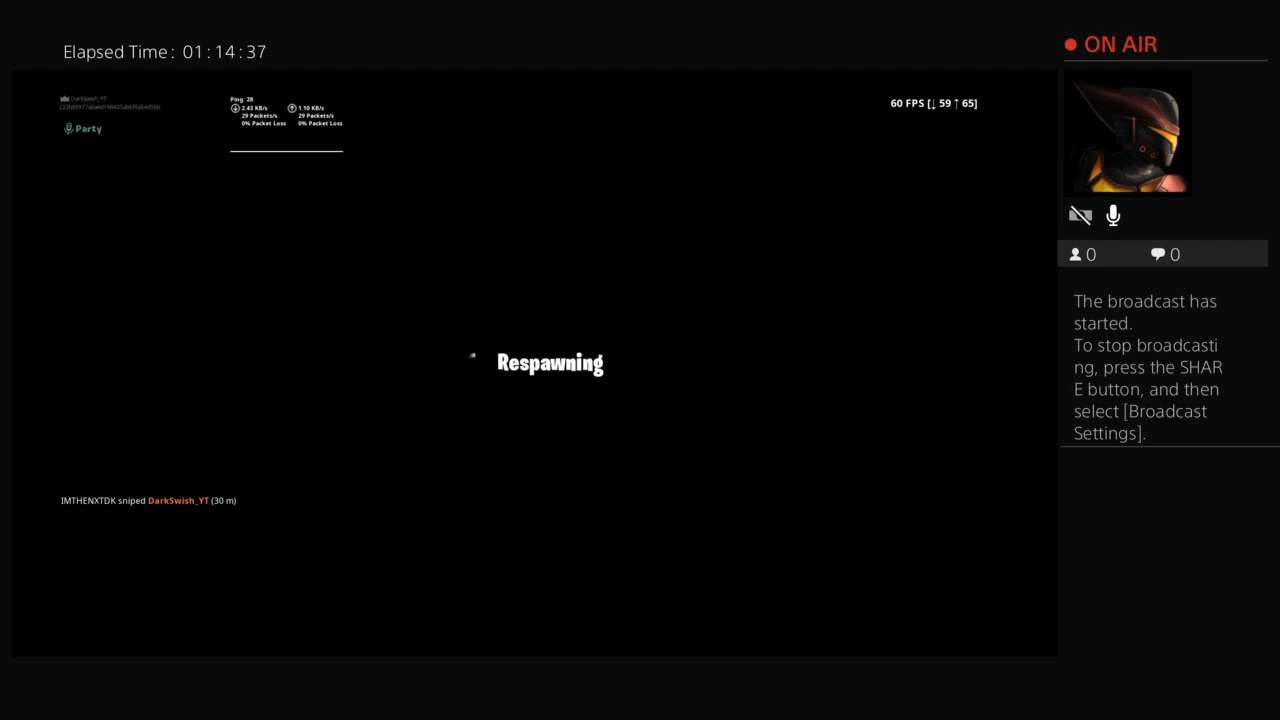 Elapsed Time: 01:14:37
ON AIR
DarkSwish_YT
Party
Ping: 28
2.43 KB/s
29 Packets/s
0% Packet Loss
1.10 KB/s
29 Packets/s
0% Packet Loss
60 FPS [↓ 59 ↑ 65]
0
0
The broadcast has
started.
To stop broadcasti
ng, press the SHAR
E button, and then
select [Broadcast
Settings].
Respawning
IMTHENXTDK sniped DarkSwish_YT (30 m)